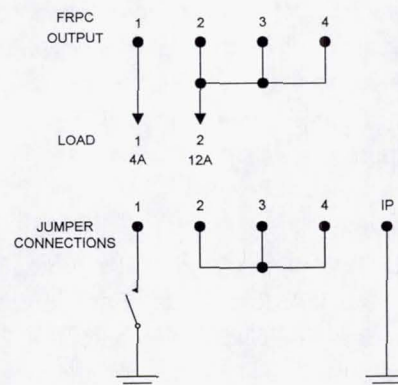 FRPC
OUTPUT
1 2 3 4
LOAD
1 2
4A 12A
JUMPER
CONNECTIONS
1 2 3 4 IP